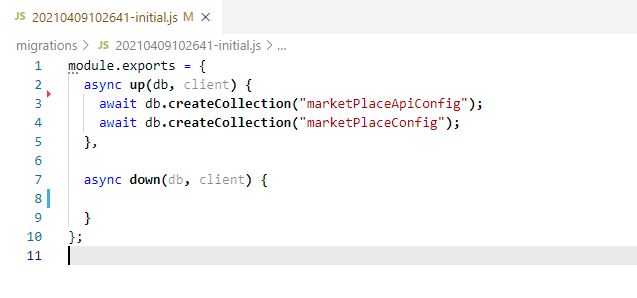 JS 20210409102641-initial.js M ×
migrations > JS 20210409102641-initial.js > ...
1 module.exports = {
2 async up(db, client) {
3 await db.createCollection("marketPlaceApiConfig");
4 await db.createCollection("marketPlaceConfig");
5 },
6
7 async down(db, client) {
8
9 }
10 };
11